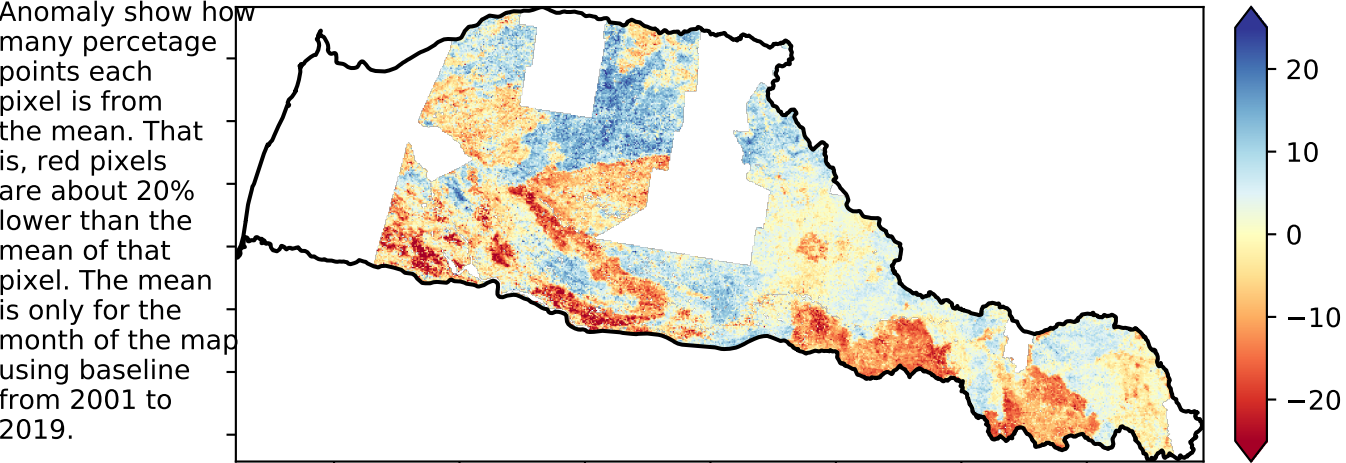 Anomaly show how
many percetage
points each
pixel is from
the mean. That
is, red pixels
are about 20%
lower than the
mean of that
pixel. The mean
is only for the
month of the map
using baseline
from 2001 to
2019.
20
10
0
−10
−20